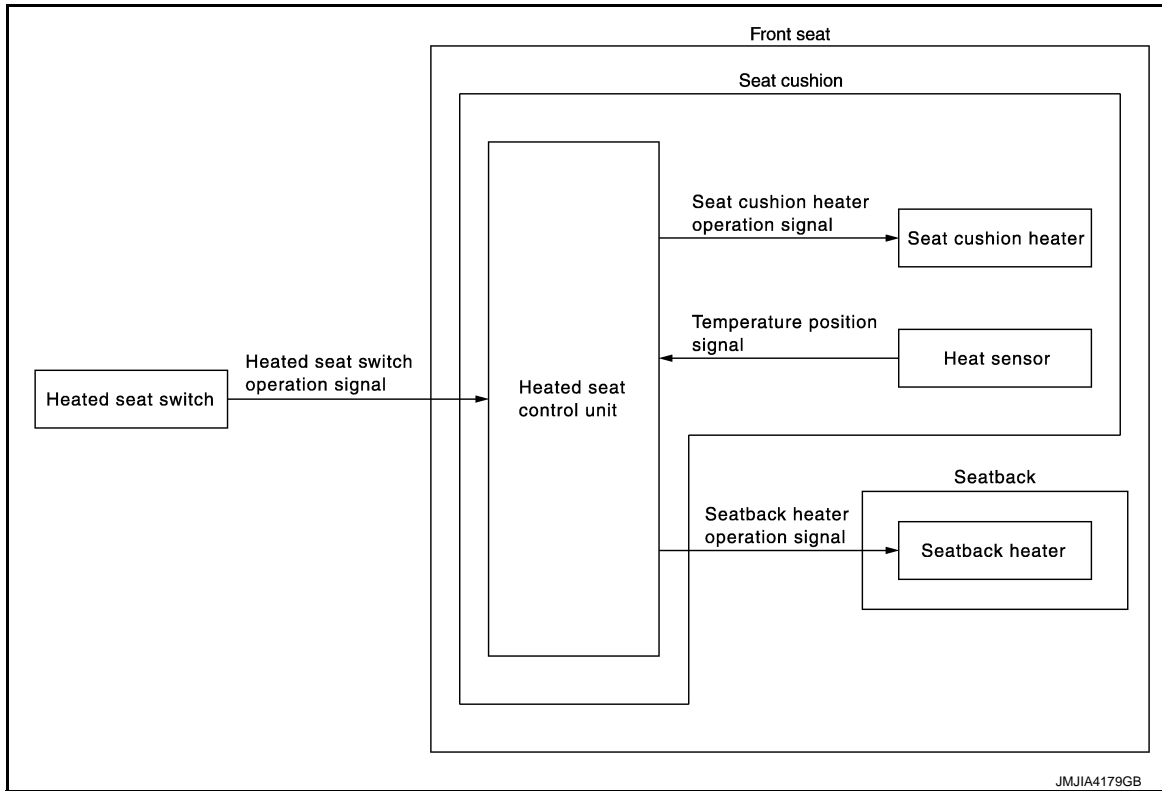 Front seat
Seat cushion
Seat cushion heater
operation signal
Seat cushion heater
Temperature position
signal
Heat sensor
Heated seat switch
operation signal
Heated seat switch
Heated seat
control unit
Seatback
Seatback heater
operation signal
Seatback heater
JMJIA4179GB